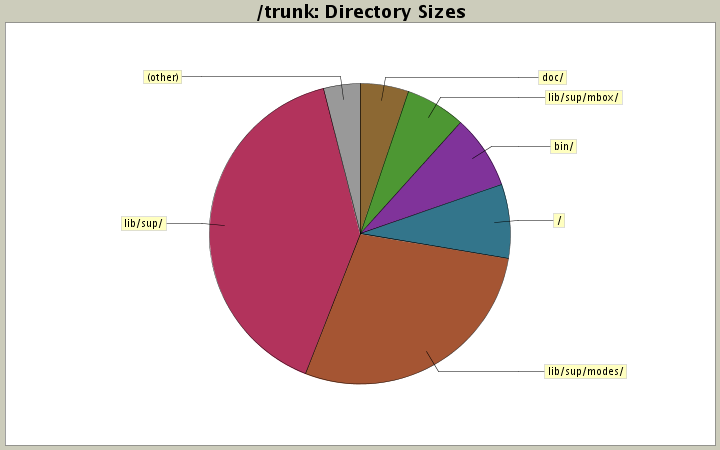 /trunk: Directory Sizes
(other)
doc/
lib/sup/mbox/
bin/
lib/sup/
/
lib/sup/modes/